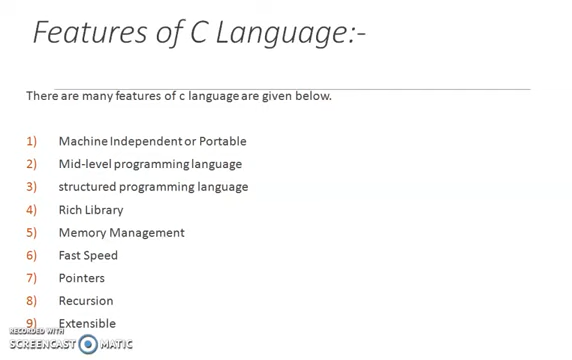 Features of C Language:-
There are many features of c language are given below.
1) Machine Independent or Portable
2) Mid-level programming language
3) structured programming language
4) Rich Library
5) Memory Management
6) Fast Speed
7) Pointers
8) Recursion
9) Extensible
RECORDED WITH
SCREENCAST MATIC